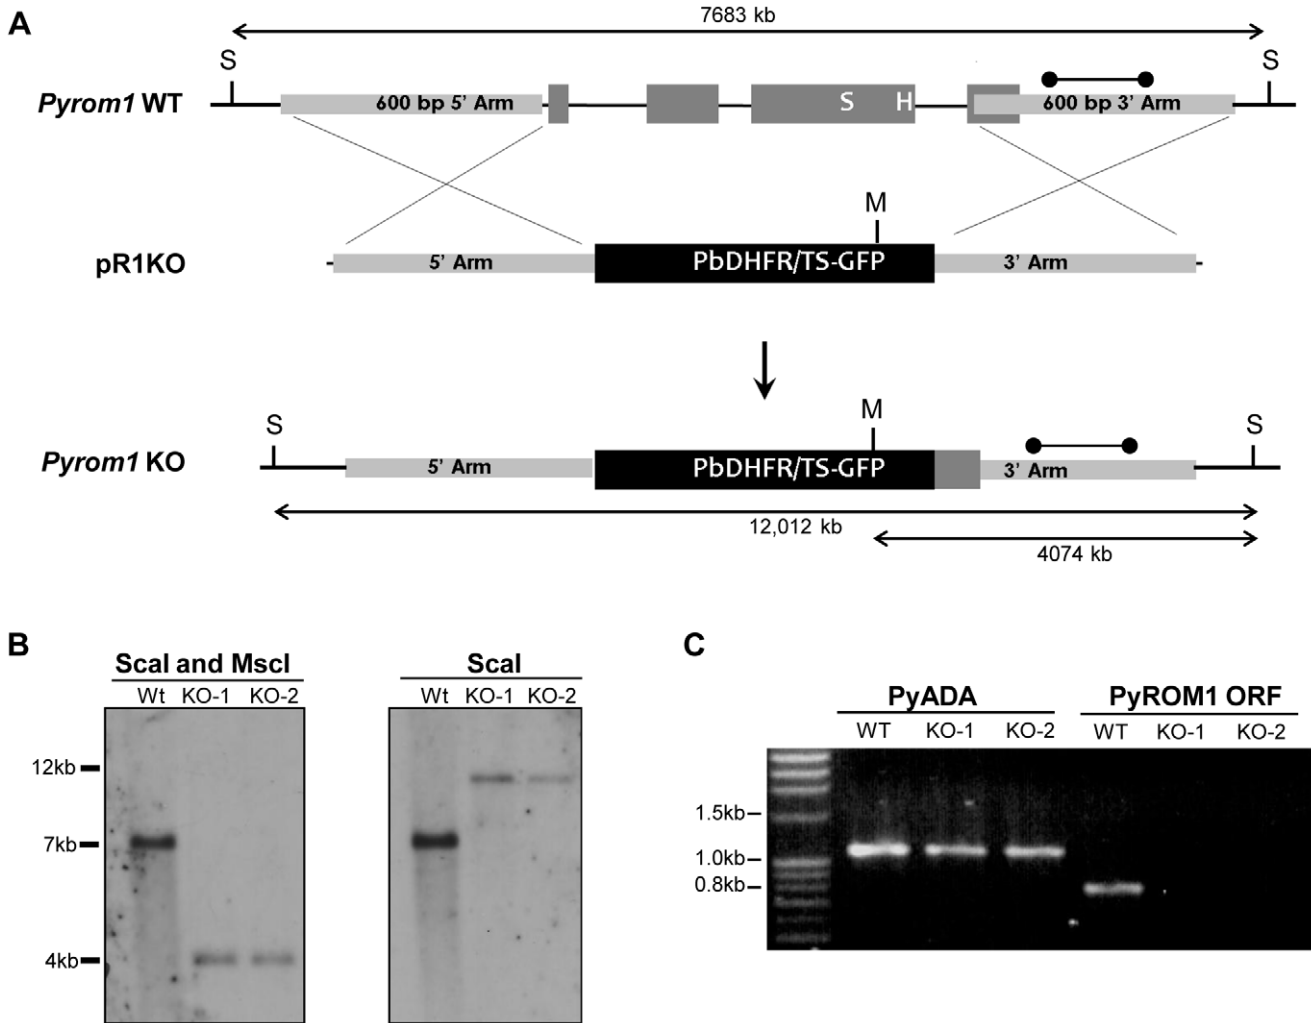 A
7683 kb
S
S
Pyrom1 WT
600 bp 5' Arm
S
H
600 bp 3' Arm
M
pR1KO
5' Arm
PbDHFR/TS-GFP
3' Arm
S
M
S
Pyrom1 KO
5' Arm
PbDHFR/TS-GFP
3' Arm
12,012 kb
4074 kb
B
ScaI and MscI
Wt KO-1 KO-2
12kb
7kb
4kb
ScaI
Wt KO-1 KO-2
C
PyADA
PyROM1 ORF
WT KO-1 KO-2
WT KO-1 KO-2
1.5kb
1.0kb
0.8kb